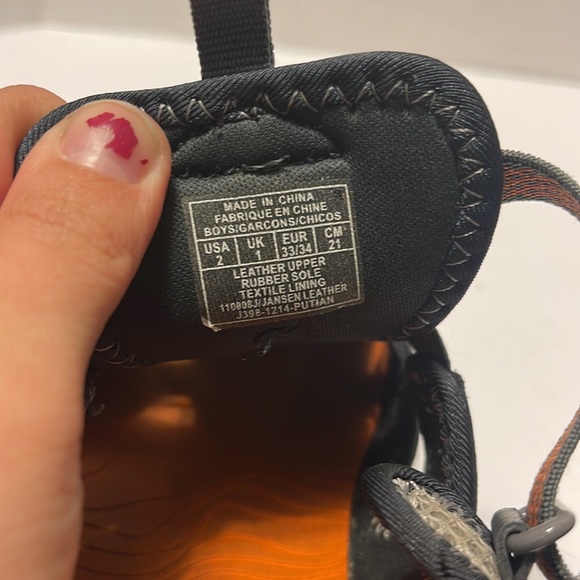 MADE IN CHINA
FABRIQUE EN CHINE
BOYS/GARCONS/CHICOS
USA UK EUR CM
2 1 33/34 21
LEATHER UPPER
RUBBER SOLE
TEXTILE LINING
110808J/JANSEN LEATHER
J398-1214-PUTIAN